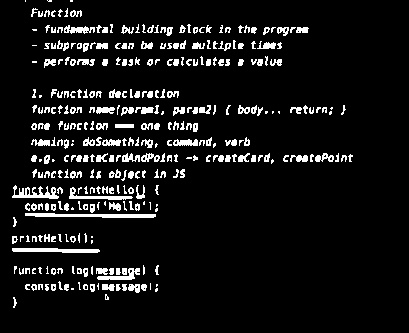 Function
- fundamental building block in the program
- subprogram can be used multiple times
- performs a task or calculates a value
1. Function declaration
function name(param1, param2) { body... return; }
one function === one thing
naming: doSomething, command, verb
e.g. createCardAndPoint -> createCard, createPoint
function is object in JS
function printHello() {
console.log('Hello');
}
printHello();
function log(message) {
console.log(message);
}